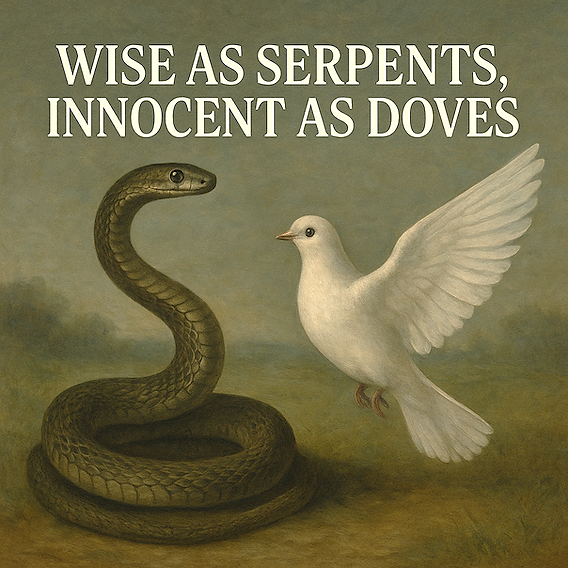 WISE AS SERPENTS,
INNOCENT AS DOVES